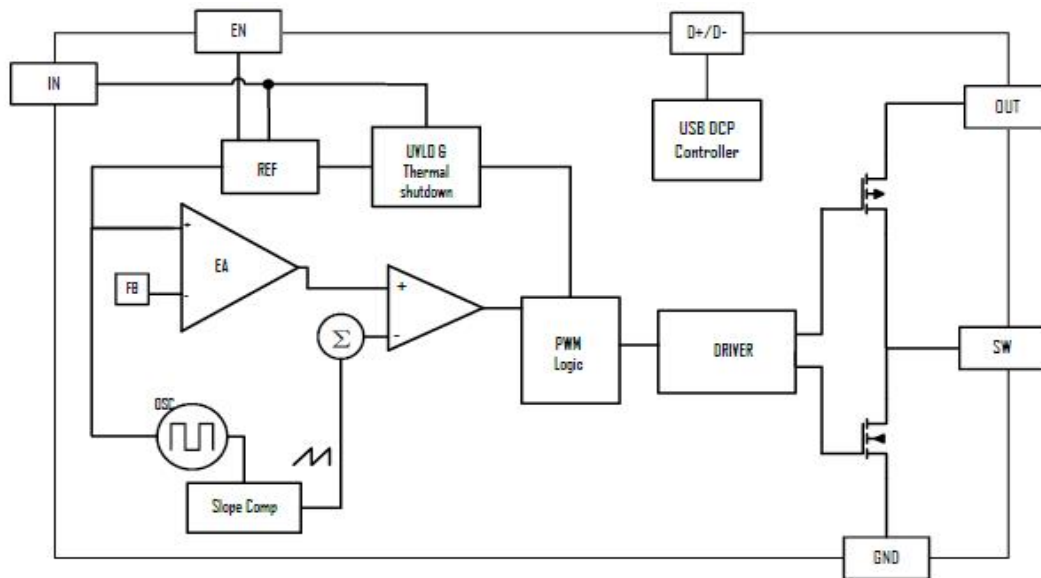 EN
D+/D-
IN
OUT
USB DCP
Controller
REF
UVLO &
Thermal
shutdown
+
EA
FB
-
+
Σ
-
PWM
Logic
DRIVER
SW
OSC
Slope Comp
GND